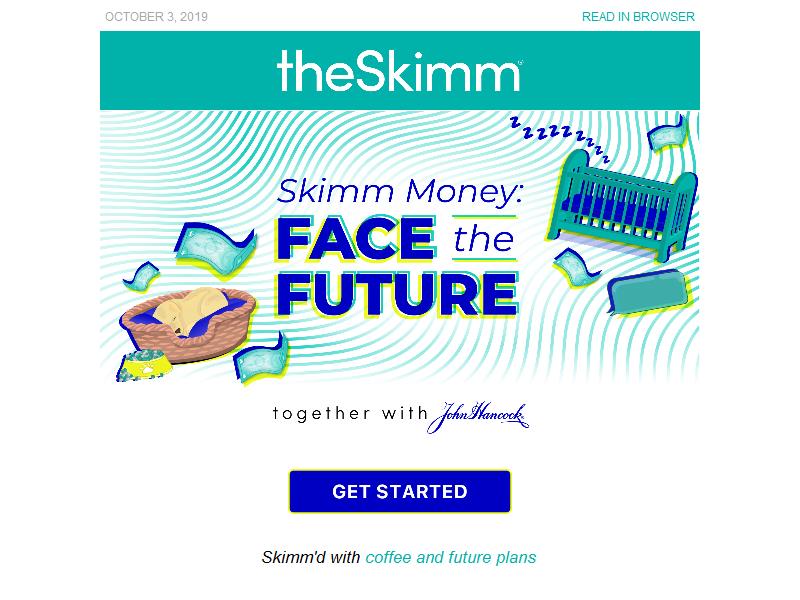 OCTOBER 3, 2019 READ IN BROWSER
theSkimm®
z z z z z z z z z z
Skimm Money:
FACE the
FUTURE
together with John Hancock
GET STARTED
Skimm'd with coffee and future plans